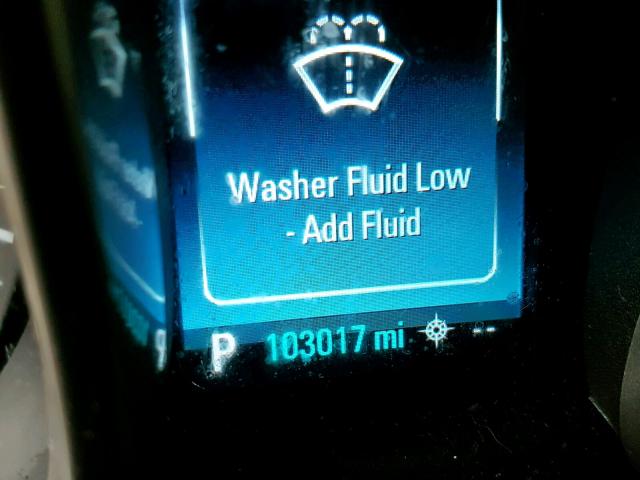 Washer Fluid Low
- Add Fluid
P 103017 mi --